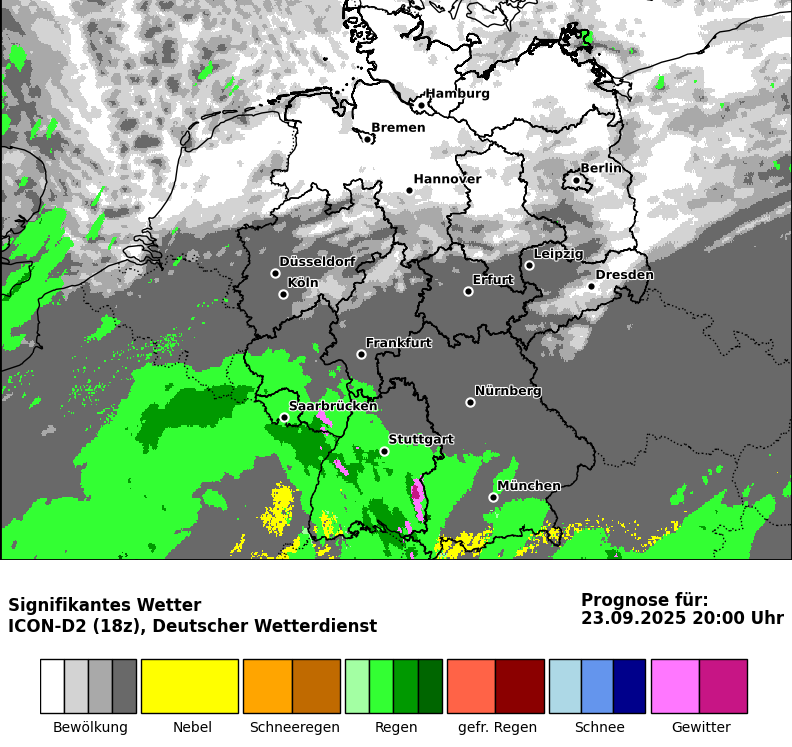 Hamburg
Bremen
Berlin
Hannover
Leipzig
Düsseldorf
Dresden
Köln
Erfurt
Frankfurt
Nürnberg
Saarbrücken
Stuttgart
München
Signifikantes Wetter
ICON-D2 (18z), Deutscher Wetterdienst
Prognose für:
23.09.2025 20:00 Uhr
Bewölkung Nebel Schneeregen Regen gefr. Regen Schnee Gewitter